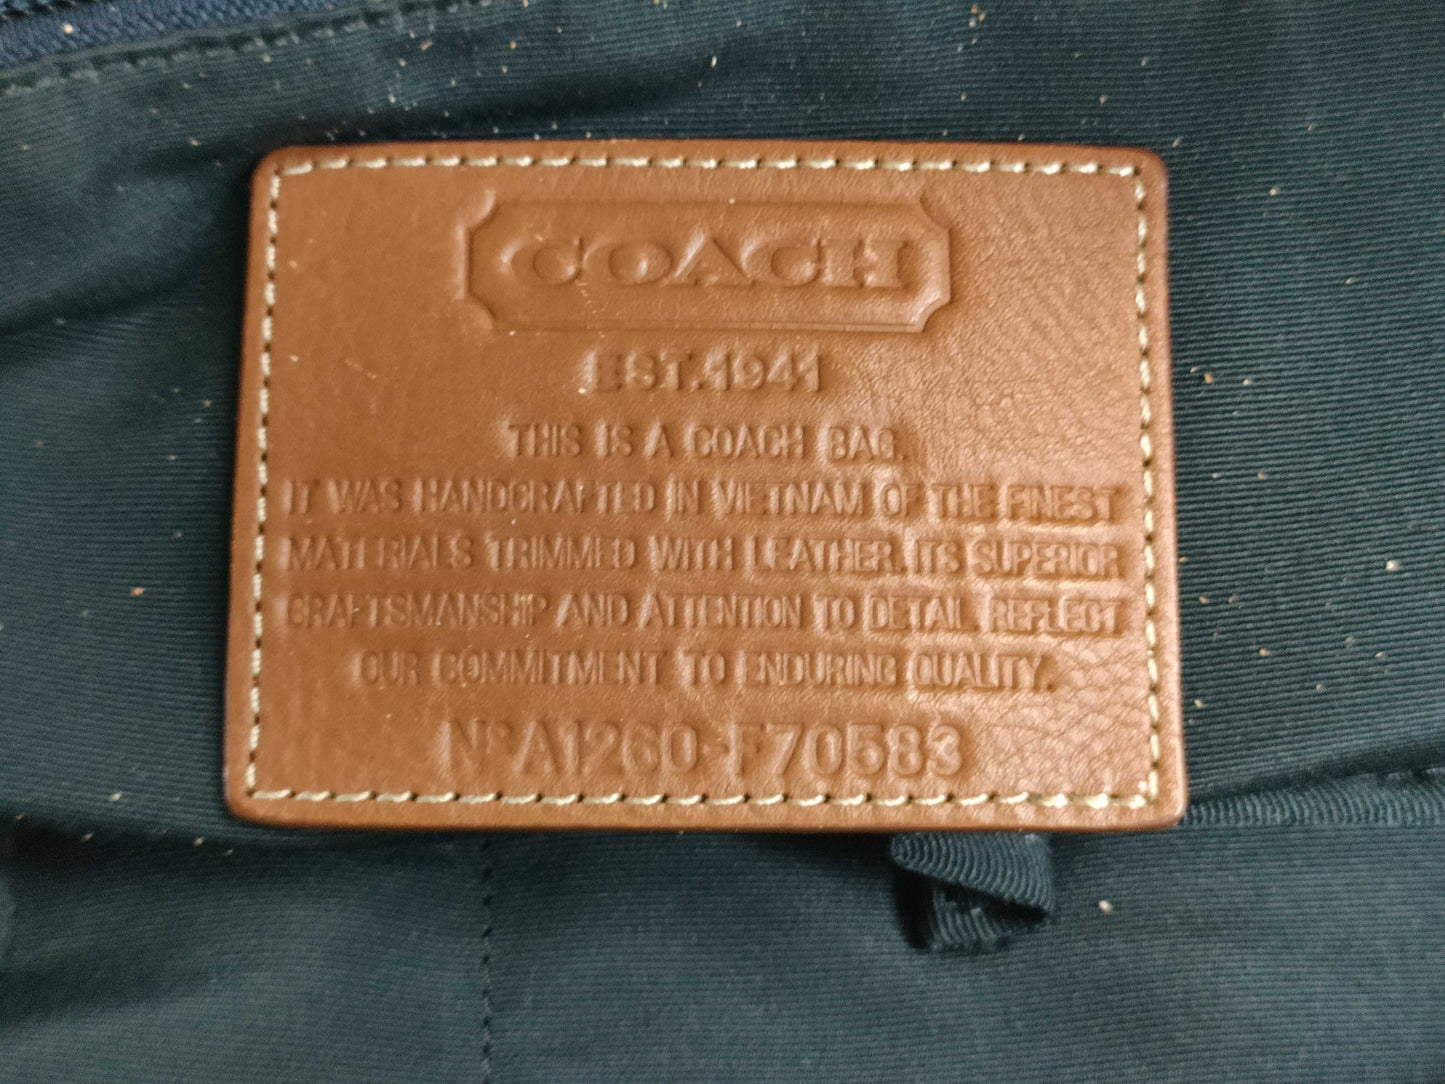 COACH
EST. 1941
THIS IS A COACH BAG.
IT WAS HANDCRAFTED IN VIETNAM OF THE FINEST
MATERIALS TRIMMED WITH LEATHER. ITS SUPERIOR
CRAFTSMANSHIP AND ATTENTION TO DETAIL REFLECT
OUR COMMITMENT TO ENDURING QUALITY.
Nº A1260-F70583